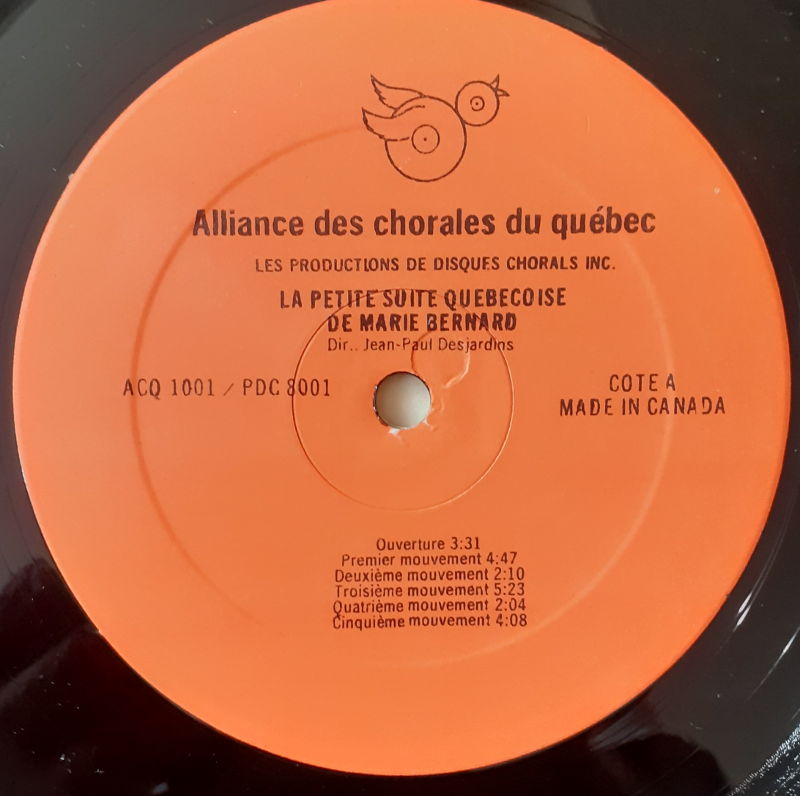 Alliance des chorales du québec
LES PRODUCTIONS DE DISQUES CHORALS INC.
LA PETITE SUITE QUEBECOISE
DE MARIE BERNARD
Dir.. Jean-Paul Desjardins
ACQ 1001 / PDC 8001
COTE A
MADE IN CANADA
Ouverture 3:31
Premier mouvement 4:47
Deuxième mouvement 2:10
Troisième mouvement 5:23
Quatrième mouvement 2:04
Cinquième mouvement 4:08